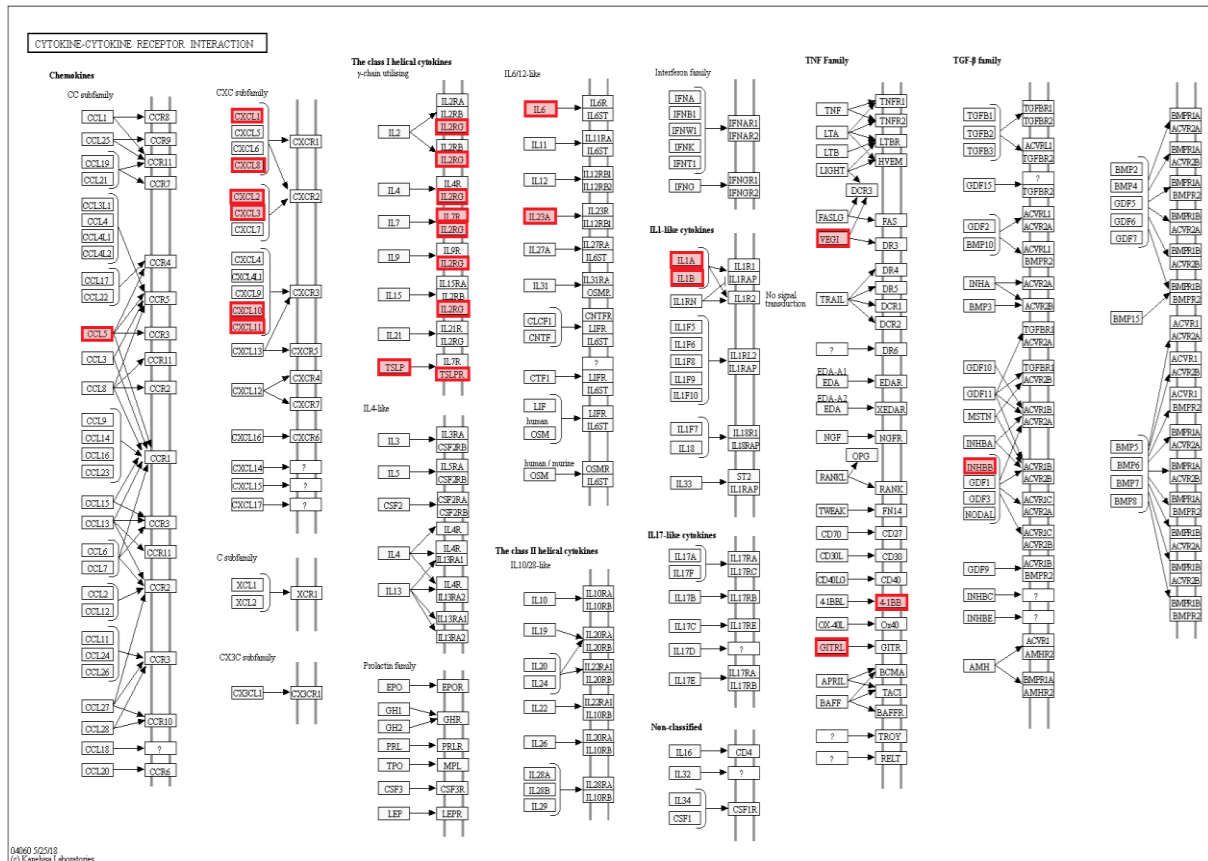 CYTOKINE-CYTOKINE RECEPTOR INTERACTION
Chemokines
CC subfamily
CCL1
CCL25
CCL19
CCL21
CCL3L1
CCL4
CCL4L1
CCL4L2
CCL17
CCL22
CCL5
CCL3
CCL8
CCL9
CCL14
CCL16
CCL23
CCL15
CCL13
CCL6
CCL7
CCL2
CCL12
CCL11
CCL24
CCL26
CCL27
CCL28
CCL18
CCL20
CCR8
CCR9
CCR11
CCR7
CCR4
CCR5
CCR3
CCR11
CCR2
CCR1
CCR3
CCR11
CCR2
CCR3
CCR10
?
CCR6
CXC subfamily
CXCL1
CXCL5
CXCL6
CXCL8
CXCL2
CXCL3
CXCL7
CXCL4
CXCL4L1
CXCL9
CXCL10
CXCL11
CXCL13
CXCL12
CXCL16
CXCL14
CXCL15
CXCL17
CXCR1
CXCR2
CXCR3
CXCR5
CXCR4
CXCR7
CXCR6
?
?
?
C subfamily
XCL1
XCL2
XCR1
CX3C subfamily
CX3CL1
CX3CR1
The class I helical cytokines
γ-chain utilising
IL2
IL4
IL7
IL9
IL15
IL21
TSLP
IL2RA
IL2RB
IL2RG
IL2RB
IL2RG
IL4R
IL2RG
IL7R
IL2RG
IL9R
IL2RG
IL15RA
IL2RB
IL2RG
IL21R
IL2RG
IL7R
TSLPR
IL4-like
IL3
IL5
CSF2
IL4
IL13
IL3RA
CSF2RB
IL5RA
CSF2RB
CSF2RA
CSF2RB
IL4R
IL4R
IL13RA1
IL4R
IL13RA2
IL13RA1
IL13RA2
Prolactin family
EPO
GH1
GH2
PRL
TPO
CSF3
LEP
EPOR
GHR
PRLR
MPL
CSF3R
LEPR
IL6/12-like
IL6
IL11
IL12
IL23A
IL27A
IL31
CLCF1
CNTF
CTF1
LIF
human
OSM
human / murine
OSM
IL6R
IL6ST
IL11RA
IL6ST
IL12RB1
IL12RB2
IL23R
IL12RB1
IL27RA
IL6ST
IL31RA
OSMR
CNTFR
LIFR
IL6ST
?
LIFR
IL6ST
LIFR
IL6ST
OSMR
IL6ST
The class II helical cytokines
IL10/28-like
IL10
IL19
IL20
IL24
IL22
IL26
IL28A
IL28B
IL29
IL10RA
IL10RB
IL20RA
IL20RB
IL22RA1
IL20RB
IL22RA1
IL10RB
IL20RA
IL10RB
IL28RA
IL10RB
Interferon family
IFNA
IFNB1
IFNW1
IFNK
IFNT1
IFNG
IFNAR1
IFNAR2
IFNGR1
IFNGR2
IL1-like cytokines
IL1A
IL1B
IL1RN
IL1F5
IL1F6
IL1F8
IL1F9
IL1F10
IL1F7
IL18
IL33
IL1R1
IL1RAP
IL1R2
No signal
transduction
IL1RL2
IL1RAP
IL18R1
IL18RAP
ST2
IL1RAP
IL17-like cytokines
IL17A
IL17F
IL17B
IL17C
IL17D
IL17E
IL17RA
IL17RC
IL17RB
IL17RE
?
IL17RA
IL17RB
Non-classified
IL16
IL32
IL34
CSF1
CD4
?
CSF1R
TNF Family
TNF
LTA
LTB
LIGHT
DCR3
FASLG
VEGI
TRAIL
?
EDA-A1
EDA
EDA-A2
EDA
NGF
OPG
RANKL
TWEAK
CD70
CD30L
CD40LG
4-1BBL
OX-40L
GITRL
APRIL
BAFF
?
?
TNFR1
TNFR2
LTBR
HVEM
FAS
DR3
DR4
DR5
DCR1
DCR2
DR6
EDAR
XEDAR
NGFR
RANK
FN14
CD27
CD30
CD40
4-1BB
Ox40
GITR
BCMA
TACI
BAFFR
TROY
RELT
TGF-β family
TGFB1
TGFB2
TGFB3
GDF15
GDF2
BMP10
INHA
BMP3
GDF10
GDF11
MSTN
INHBA
INHBB
GDF1
GDF3
NODAL
GDF9
INHBC
INHBE
AMH
TGFBR1
TGFBR2
ACVRL1
TGFBR2
?
TGFBR2
ACVRL1
ACVR2A
ACVRL1
BMPR2
ACVR2A
ACVR2B
TGFBR1
ACVR2A
TGFBR1
ACVR2B
ACVR1B
ACVR2A
ACVR1B
ACVR2B
ACVR1C
ACVR2A
ACVR1C
ACVR2B
ACVR1B
BMPR2
?
?
ACVR1
AMHR2
BMPR1A
AMHR2
BMP2
BMP4
GDF5
GDF6
GDF7
BMP15
BMP5
BMP6
BMP7
BMP8
BMPR1A
ACVR2A
BMPR1A
ACVR2B
BMPR1A
BMPR2
BMPR1B
ACVR2A
BMPR1B
ACVR2B
BMPR1B
BMPR2
ACVR1
ACVR2A
ACVR1
ACVR2B
ACVR1
BMPR2
BMPR1A
ACVR2A
BMPR1A
ACVR2B
BMPR1A
BMPR2
BMPR1B
ACVR2A
BMPR1B
ACVR2B
BMPR1B
BMPR2
04060 5/25/18
(c) Kanehisa Laboratories